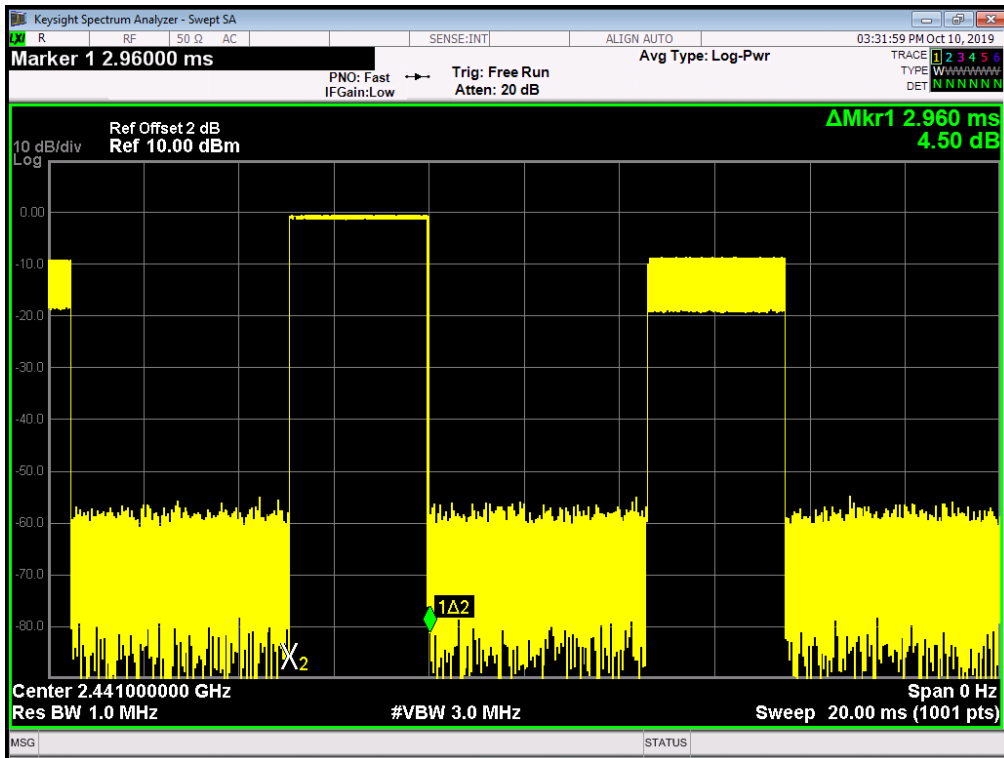 Keysight Spectrum Analyzer - Swept SA
LXI R RF 50 Ω AC SENSE:INT ALIGN AUTO 03:31:59 PM Oct 10, 2019
Marker 1 2.96000 ms
PNO: Fast Trig: Free Run Avg Type: Log-Pwr TRACE 1 2 3 4 5 6
IFGain:Low Atten: 20 dB TYPE WWWWWW
DET N N N N N N
ΔMkr1 2.960 ms
4.50 dB
Ref Offset 2 dB
10 dB/div Ref 10.00 dBm
Log
0.00
-10.0
-20.0
-30.0
-40.0
-50.0
-60.0
-70.0
1Δ2
-80.0
X2
Center 2.441000000 GHz Span 0 Hz
Res BW 1.0 MHz #VBW 3.0 MHz Sweep 20.00 ms (1001 pts)
MSG STATUS